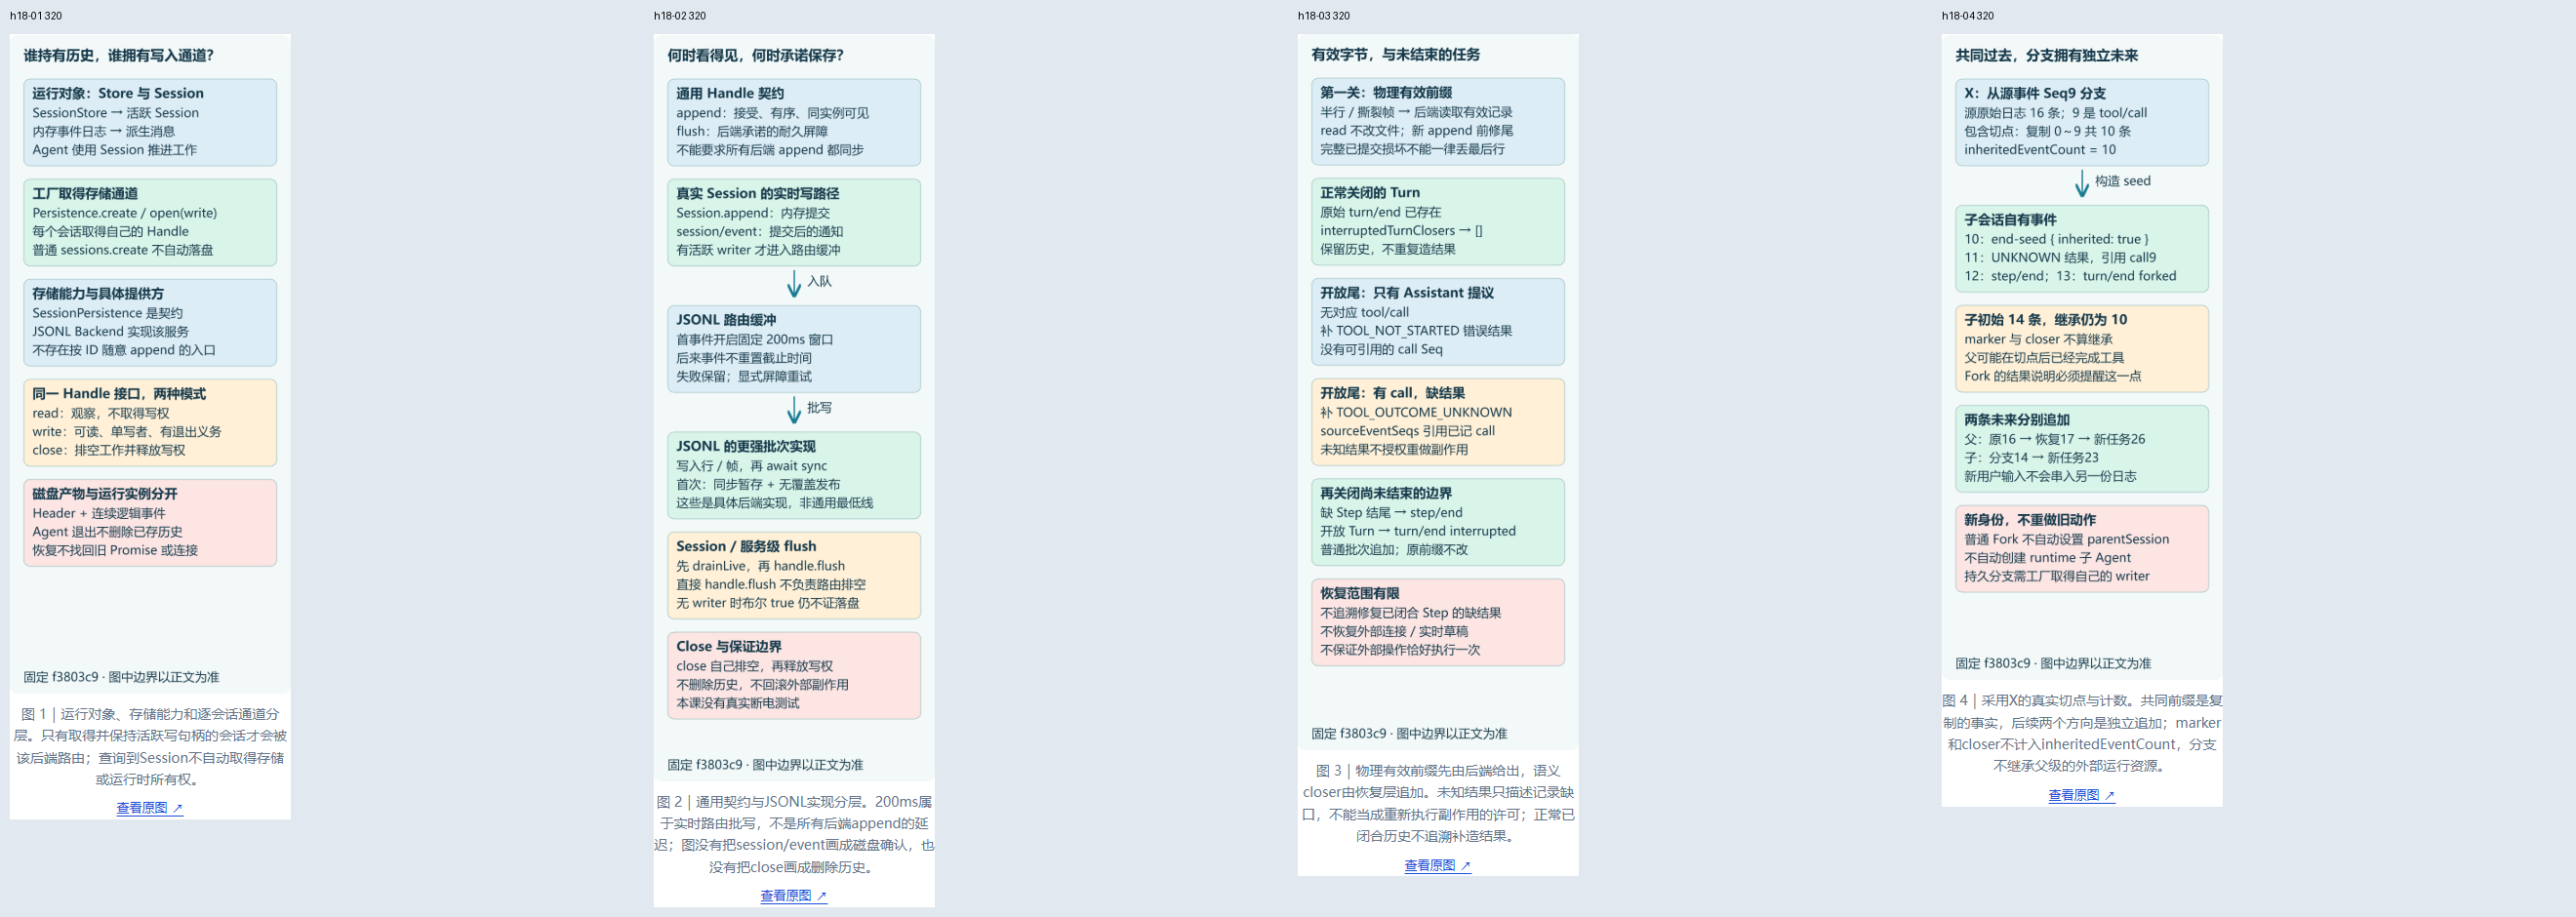 h18-01 320
谁持有历史，谁拥有写入通道？
运行对象：Store 与 Session
SessionStore → 活跃 Session
内存事件日志 → 派生消息
Agent 使用 Session 推进工作
工厂取得存储通道
Persistence.create / open(write)
每个会话取得自己的 Handle
普通 sessions.create 不自动落盘
存储能力与具体提供方
SessionPersistence 是契约
JSONL Backend 实现该服务
不存在按 ID 随意 append 的入口
同一 Handle 接口，两种模式
read：观察，不取得写权
write：可读、单写者、有退出义务
close：排空工作并释放写权
磁盘产物与运行实例分开
Header + 连续逻辑事件
Agent 退出不删除已存历史
恢复不找回旧 Promise 或连接
固定 f3803c9 · 图中边界以正文为准
图 1｜运行对象、存储能力和逐会话通道分
层。只有取得并保持活跃写句柄的会话才会被
该后端路由；查询到Session不自动取得存储
或运行时所有权。
查看原图 ↗
h18-02 320
何时看得见，何时承诺保存？
通用 Handle 契约
append：接受、有序、同实例可见
flush：后端承诺的耐久屏障
不能要求所有后端 append 都同步
真实 Session 的实时写路径
Session.append：内存提交
session/event：提交后的通知
有活跃 writer 才进入路由缓冲
入队
JSONL 路由缓冲
首事件开启固定 200ms 窗口
后来事件不重置截止时间
失败保留；显式屏障重试
批写
JSONL 的更强批次实现
写入行 / 帧，再 await sync
首次：同步暂存 + 无覆盖发布
这些是具体后端实现，非通用最低线
Session / 服务级 flush
先 drainLive，再 handle.flush
直接 handle.flush 不负责路由排空
无 writer 时布尔 true 仍不证落盘
Close 与保证边界
close 自己排空，再释放写权
不删除历史，不回滚外部副作用
本课没有真实断电测试
固定 f3803c9 · 图中边界以正文为准
图 2｜通用契约与JSONL实现分层。200ms属
于实时路由批写，不是所有后端append的延
迟；图没有把session/event画成磁盘确认，也
没有把close画成删除历史。
查看原图 ↗
h18-03 320
有效字节，与未结束的任务
第一关：物理有效前缀
半行 / 撕裂帧 → 后端读取有效记录
read 不改文件；新 append 前修尾
完整已提交损坏不能一律丢最后行
正常关闭的 Turn
原始 turn/end 已存在
interruptedTurnClosers → []
保留历史，不重复造结果
开放尾：只有 Assistant 提议
无对应 tool/call
补 TOOL_NOT_STARTED 错误结果
没有可引用的 call Seq
开放尾：有 call，缺结果
补 TOOL_OUTCOME_UNKNOWN
sourceEventSeqs 引用已记 call
未知结果不授权重做副作用
再关闭尚未结束的边界
缺 Step 结尾 → step/end
开放 Turn → turn/end interrupted
普通批次追加；原前缀不改
恢复范围有限
不追溯修复已闭合 Step 的缺结果
不恢复外部连接 / 实时草稿
不保证外部操作恰好执行一次
固定 f3803c9 · 图中边界以正文为准
图 3｜物理有效前缀先由后端给出，语义
closer由恢复层追加。未知结果只描述记录缺
口，不能当成重新执行副作用的许可；正常已
闭合历史不追溯补造结果。
查看原图 ↗
h18-04 320
共同过去，分支拥有独立未来
X：从源事件 Seq9 分支
源原始日志 16 条；9 是 tool/call
包含切点：复制 0～9 共 10 条
inheritedEventCount = 10
构造 seed
子会话自有事件
10：end-seed { inherited: true }
11：UNKNOWN 结果，引用 call9
12：step/end；13：turn/end forked
子初始 14 条，继承仍为 10
marker 与 closer 不算继承
父可能在切点后已经完成工具
Fork 的结果说明必须提醒这一点
两条未来分别追加
父：原16 → 恢复17 → 新任务26
子：分支14 → 新任务23
新用户输入不会串入另一份日志
新身份，不重做旧动作
普通 Fork 不自动设置 parentSession
不自动创建 runtime 子 Agent
持久分支需工厂取得自己的 writer
固定 f3803c9 · 图中边界以正文为准
图 4｜采用X的真实切点与计数。共同前缀是复
制的事实，后续两个方向是独立追加；marker
和closer不计入inheritedEventCount，分支
不继承父级的外部运行资源。
查看原图 ↗